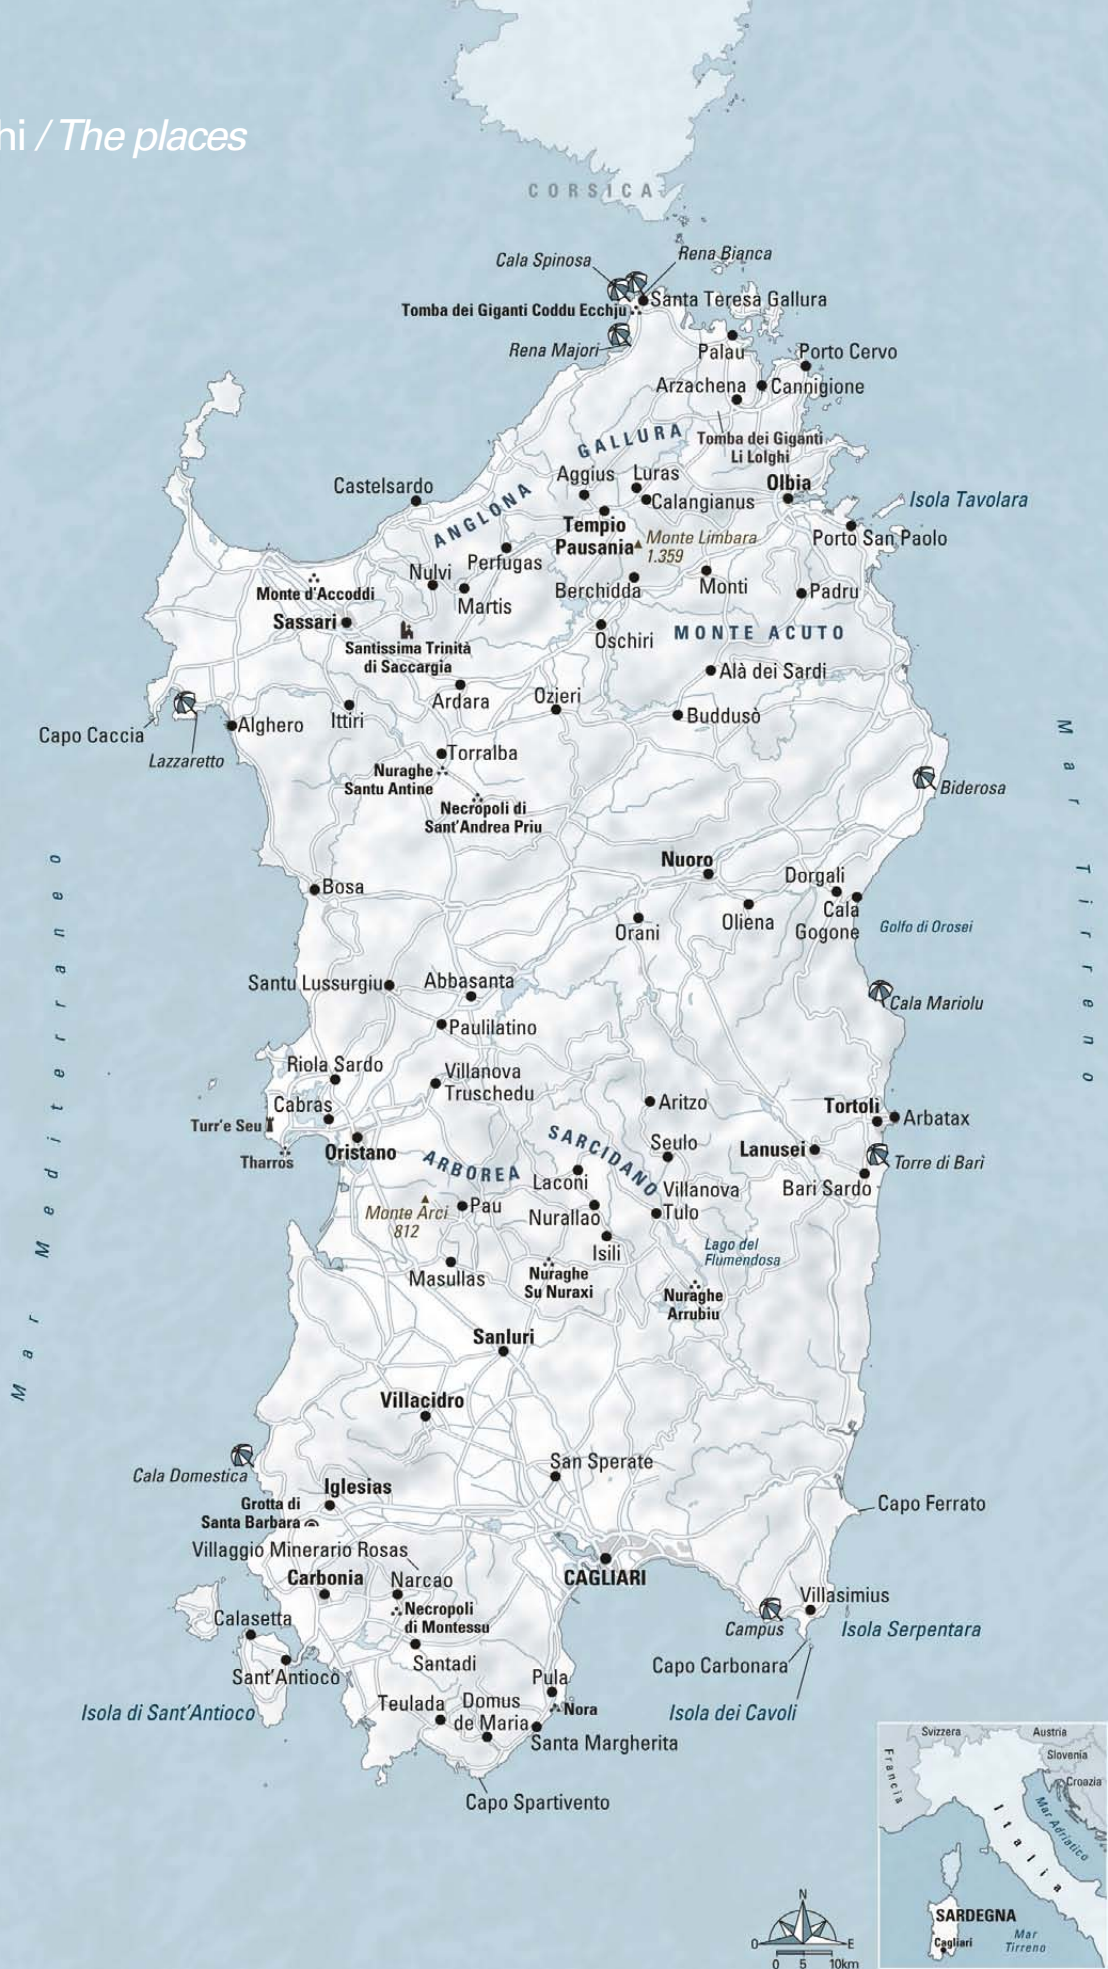 hi / The places
CORSICA
Cala Spinosa
Rena Bianca
Santa Teresa Gallura
Tomba dei Giganti Coddu Ecchju
Rena Majori
Palau
Porto Cervo
Arzachena
Cannigione
GALLURA
Tomba dei Giganti
Li Lolghi
Aggius
Luras
Olbia
Castelsardo
Calangianus
Isola Tavolara
ANGLONA
Tempio
Pausania
Monte Limbara
1.359
Porto San Paolo
Perfugas
Nulvi
Berchidda
Monti
Padru
Monte d'Accoddi
Martis
Sassari
Oschiri
MONTE ACUTO
Santissima Trinità
di Saccargia
Alà dei Sardi
Ardara
Ozieri
Ittiri
Buddusò
Alghero
Capo Caccia
Lazzaretto
Torralba
Nuraghe
Santu Antine
Biderosa
Necropoli di
Sant'Andrea Priu
Mar Tirreno
Mar Mediterraneo
Nuoro
Dorgali
Bosa
Cala
Gogone
Oliena
Orani
Golfo di Orosei
Santu Lussurgiu
Abbasanta
Cala Mariolu
Paulilatino
Riola Sardo
Villanova
Truschedu
Cabras
Aritzo
Tortolì
Arbatax
Turr'e Seu
SARCIDANO
Seulo
Lanusei
Oristano
Tharros
Torre di Barì
ARBOREA
Laconi
Villanova
Tulo
Bari Sardo
Monte Arci
812
Pau
Nurallao
Isili
Lago del
Flumendosa
Masullas
Nuraghe
Su Nuraxi
Nuraghe
Arrubiu
Sanluri
Villacidro
San Sperate
Cala Domestica
Iglesias
Grotta di
Santa Barbara
Capo Ferrato
Villaggio Minerario Rosas
Carbonia
Narcao
CAGLIARI
Villasimius
Necropoli
di Montessu
Calasetta
Campus
Isola Serpentara
Santadi
Capo Carbonara
Sant'Antioco
Pula
Isola di Sant'Antioco
Teulada
Domus
de Maria
Nora
Isola dei Cavoli
Santa Margherita
Capo Spartivento
Svizzera
Austria
Slovenia
Croazia
Francia
Italia
Mar Adriatico
SARDEGNA
Cagliari
Mar
Tirreno
N
O
E
0 5 10km